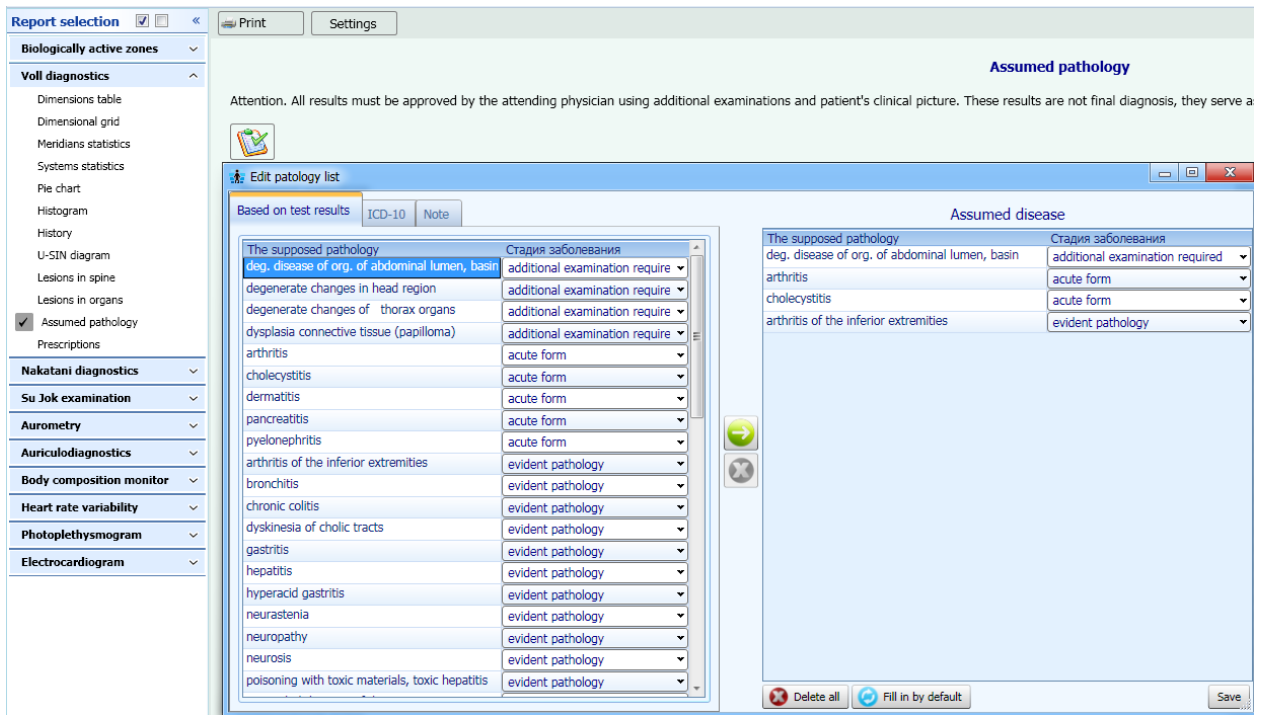 Report selection
«
Biologically active zones
Voll diagnostics
Dimensions table
Dimensional grid
Meridians statistics
Systems statistics
Pie chart
Histogram
History
U-SIN diagram
Lesions in spine
Lesions in organs
Assumed pathology
Prescriptions
Nakatani diagnostics
Su Jok examination
Aurometry
Auriculodiagnostics
Body composition monitor
Heart rate variability
Photoplethysmogram
Electrocardiogram
Print Settings
Assumed pathology
Attention. All results must be approved by the attending physician using additional examinations and patient's clinical picture. These results are not final diagnosis, they serve a
Edit patology list
Based on test results ICD-10 Note
The supposed pathology Стадия заболевания
deg. disease of org. of abdominal lumen, basin additional examination require
degenerate changes in head region additional examination require
degenerate changes of thorax organs additional examination require
dysplasia connective tissue (papilloma) additional examination require
arthritis acute form
cholecystitis acute form
dermatitis acute form
pancreatitis acute form
pyelonephritis acute form
arthritis of the inferior extremities evident pathology
bronchitis evident pathology
chronic colitis evident pathology
dyskinesia of cholic tracts evident pathology
gastritis evident pathology
hepatitis evident pathology
hyperacid gastritis evident pathology
neurastenia evident pathology
neuropathy evident pathology
neurosis evident pathology
poisoning with toxic materials, toxic hepatitis evident pathology
Assumed disease
The supposed pathology Стадия заболевания
deg. disease of org. of abdominal lumen, basin additional examination required
arthritis acute form
cholecystitis acute form
arthritis of the inferior extremities evident pathology
Delete all Fill in by default Save